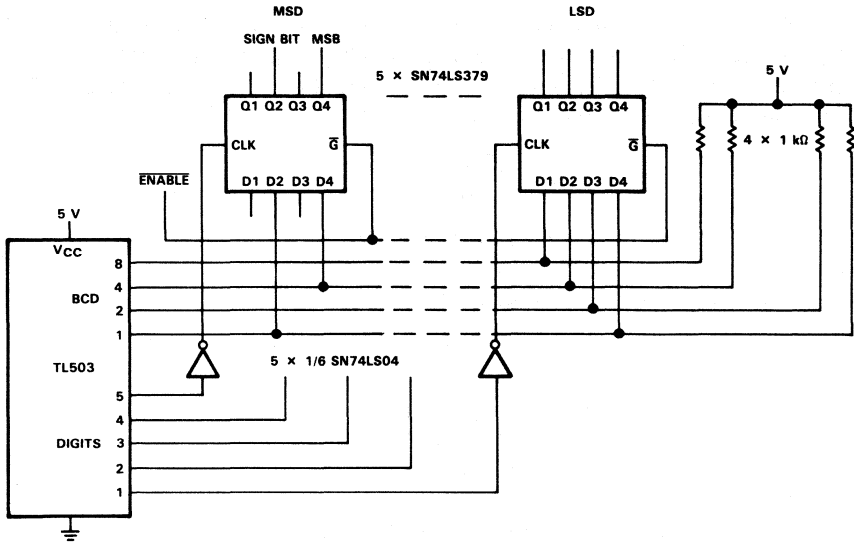 MSD
LSD
SIGN BIT MSB
5 × SN74LS379
5 V
Q1 Q2 Q3 Q4
Q1 Q2 Q3 Q4
4 × 1 kΩ
CLK G̅
CLK G̅
E̅N̅A̅B̅L̅E̅
D1 D2 D3 D4
D1 D2 D3 D4
5 V
VCC
8
4
BCD
2
1
5 × 1/6 SN74LS04
TL503
5
4
DIGITS 3
2
1